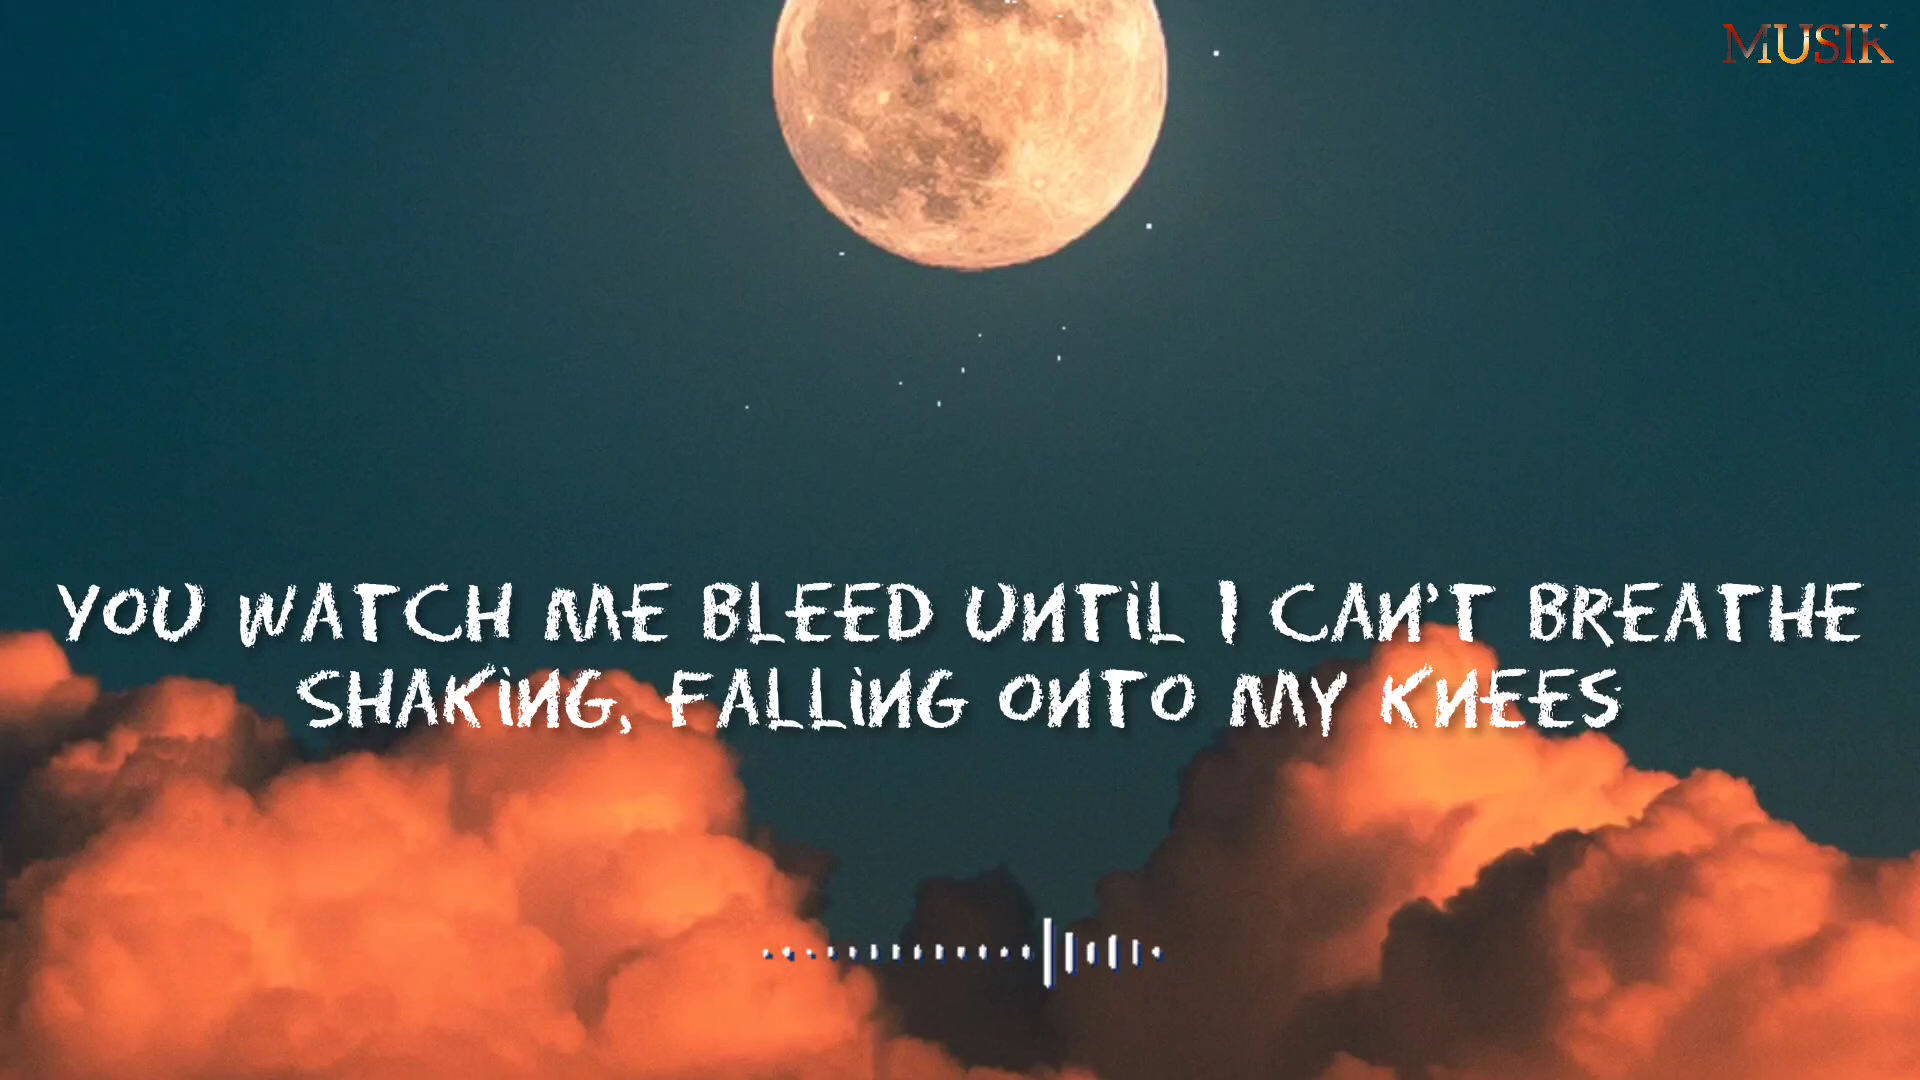 MUSIK
YOU WATCH ME BLEED UNTiL I CAN'T BREATHE
SHAKiNG, FALLiNG ONTO MY KNEES